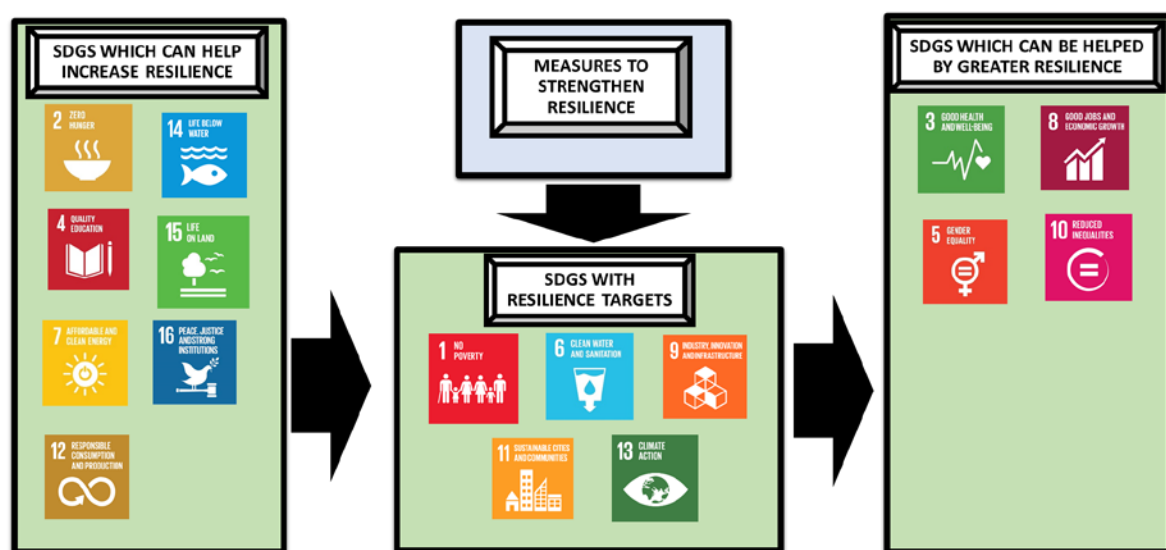 SDGS WHICH CAN HELP
INCREASE RESILIENCE
2 ZERO
HUNGER
14 LIFE BELOW
WATER
4 QUALITY
EDUCATION
15 LIFE
ON LAND
7 AFFORDABLE AND
CLEAN ENERGY
16 PEACE, JUSTICE
ANDSTRONG
INSTITUTIONS
12 RESPONSIBLE
CONSUMPTION
AND PRODUCTION
MEASURES TO
STRENGTHEN
RESILIENCE
SDGS WITH
RESILIENCE TARGETS
1 NO
POVERTY
6 CLEAN WATER
AND SANITATION
9 INDUSTRY, INNOVATION
AND INFRASTRUCTURE
11 SUSTAINABLE CITIES
AND COMMUNITIES
13 CLIMATE
ACTION
SDGS WHICH CAN BE HELPED
BY GREATER RESILIENCE
3 GOOD HEALTH
AND WELL-BEING
8 GOOD JOBS AND
ECONOMIC GROWTH
5 GENDER
EQUALITY
10 REDUCED
INEQUALITIES